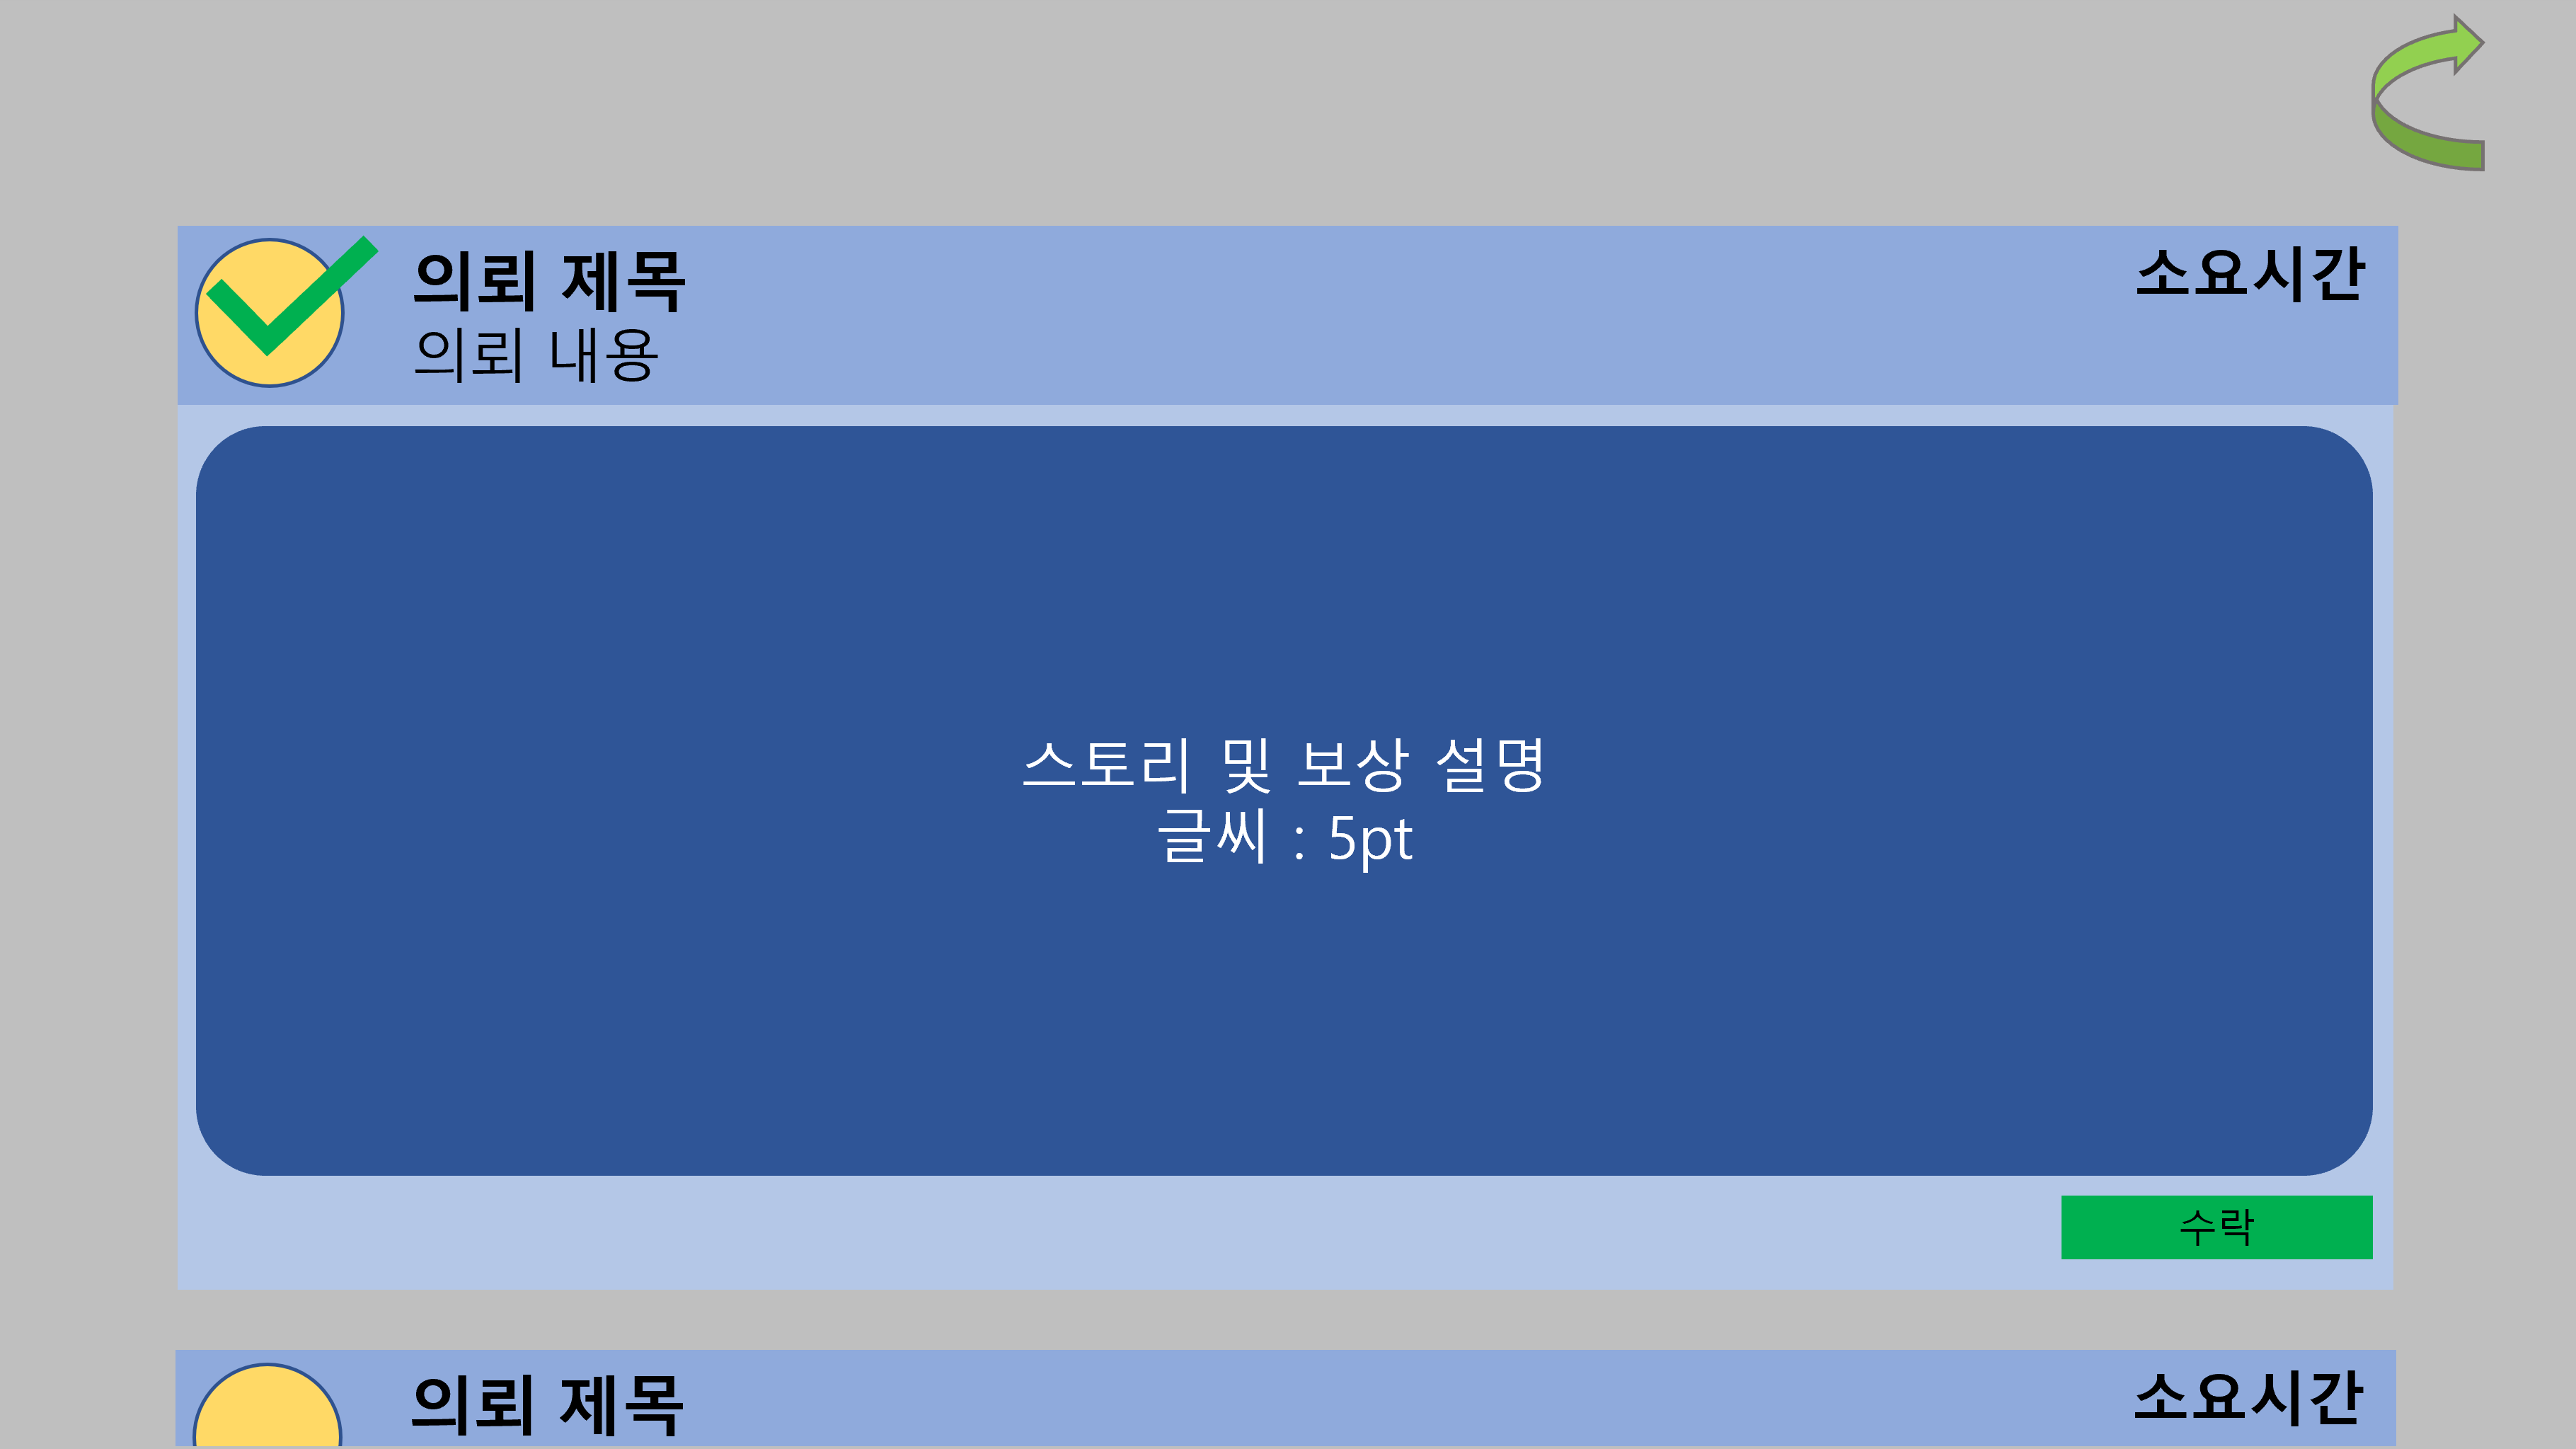 의뢰 제목
소요시간
의뢰 내용
스토리 및 보상 설명
글씨 : 5pt
수락
의뢰 제목
소요시간